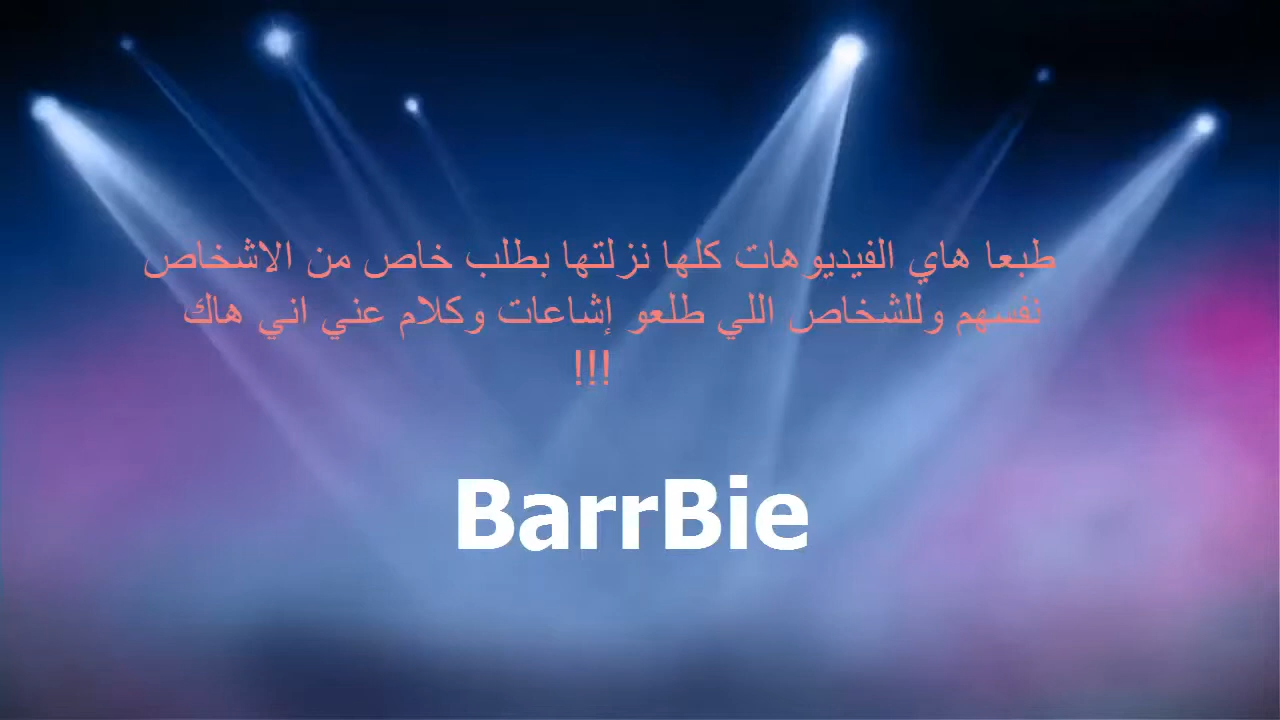 طبعا هاي الفيديوهات كلها نزلتها بطلب خاص من الاشخاص
نفسهم وللشخاص اللي طلعو إشاعات وكلام عني اني هاك
!!!
BarrBie